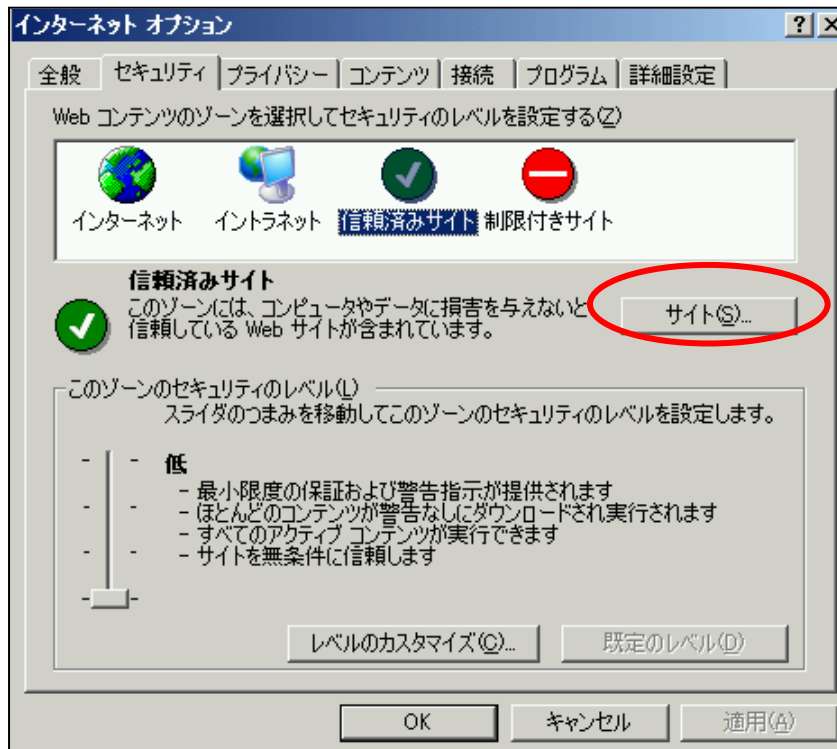 インターネット オプション
全般 セキュリティ プライバシー コンテンツ 接続 プログラム 詳細設定
Web コンテンツのゾーンを選択してセキュリティのレベルを設定する(Z)
インターネット イントラネット 信頼済みサイト 制限付きサイト
信頼済みサイト
このゾーンには、コンピュータやデータに損害を与えないと
信頼している Web サイトが含まれています。
サイト(S)...
このゾーンのセキュリティのレベル(L)
スライダのつまみを移動してこのゾーンのセキュリティのレベルを設定します。
低
- 最小限度の保証および警告指示が提供されます
- ほとんどのコンテンツが警告なしにダウンロードされ実行されます
- すべてのアクティブ コンテンツが実行できます
- サイトを無条件に信頼します
レベルのカスタマイズ(C)... 既定のレベル(D)
OK キャンセル 適用(A)